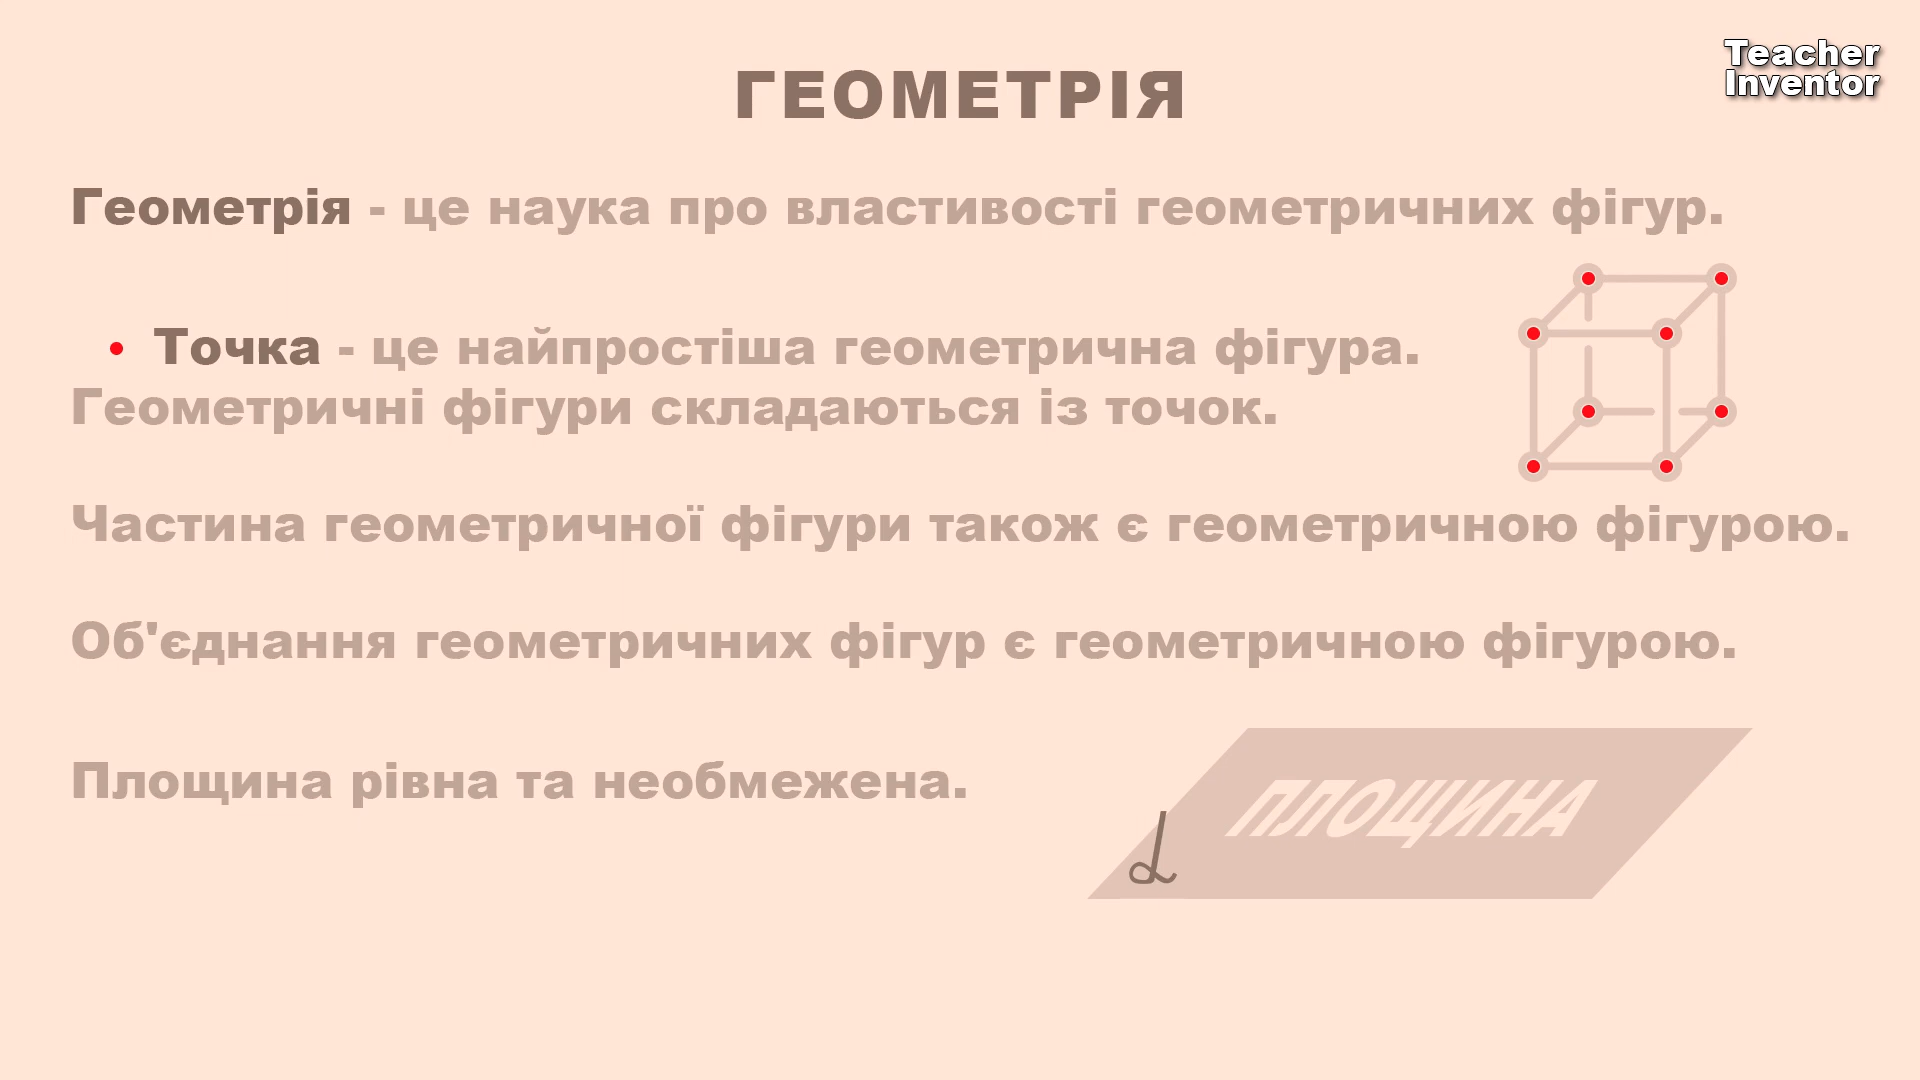 ГЕОМЕТРІЯ
Teacher
Inventor
Геометрія - це наука про властивості геометричних фігур.
• Точка - це найпростіша геометрична фігура.
Геометричні фігури складаються із точок.
Частина геометричної фігури також є геометричною фігурою.
Об'єднання геометричних фігур є геометричною фігурою.
Площина рівна та необмежена.
ПЛОЩИНА